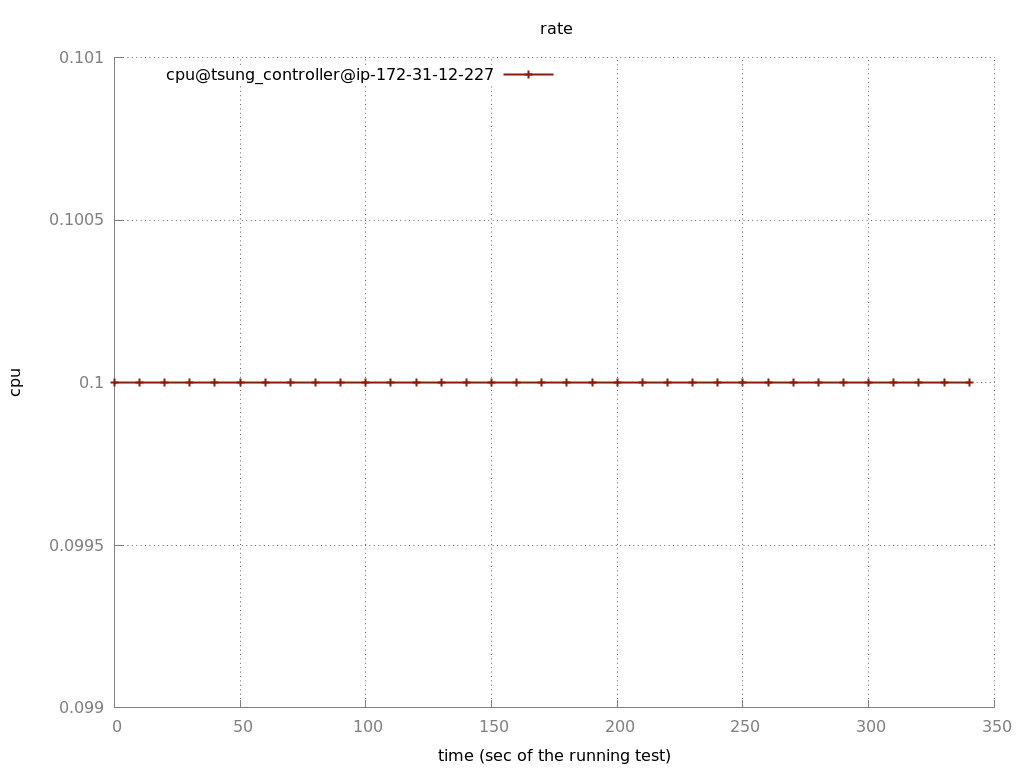 rate
0.101
cpu@tsung_controller@ip-172-31-12-227
0.1005
0.1
cpu
0.0995
0.099
0 50 100 150 200 250 300 350
time (sec of the running test)